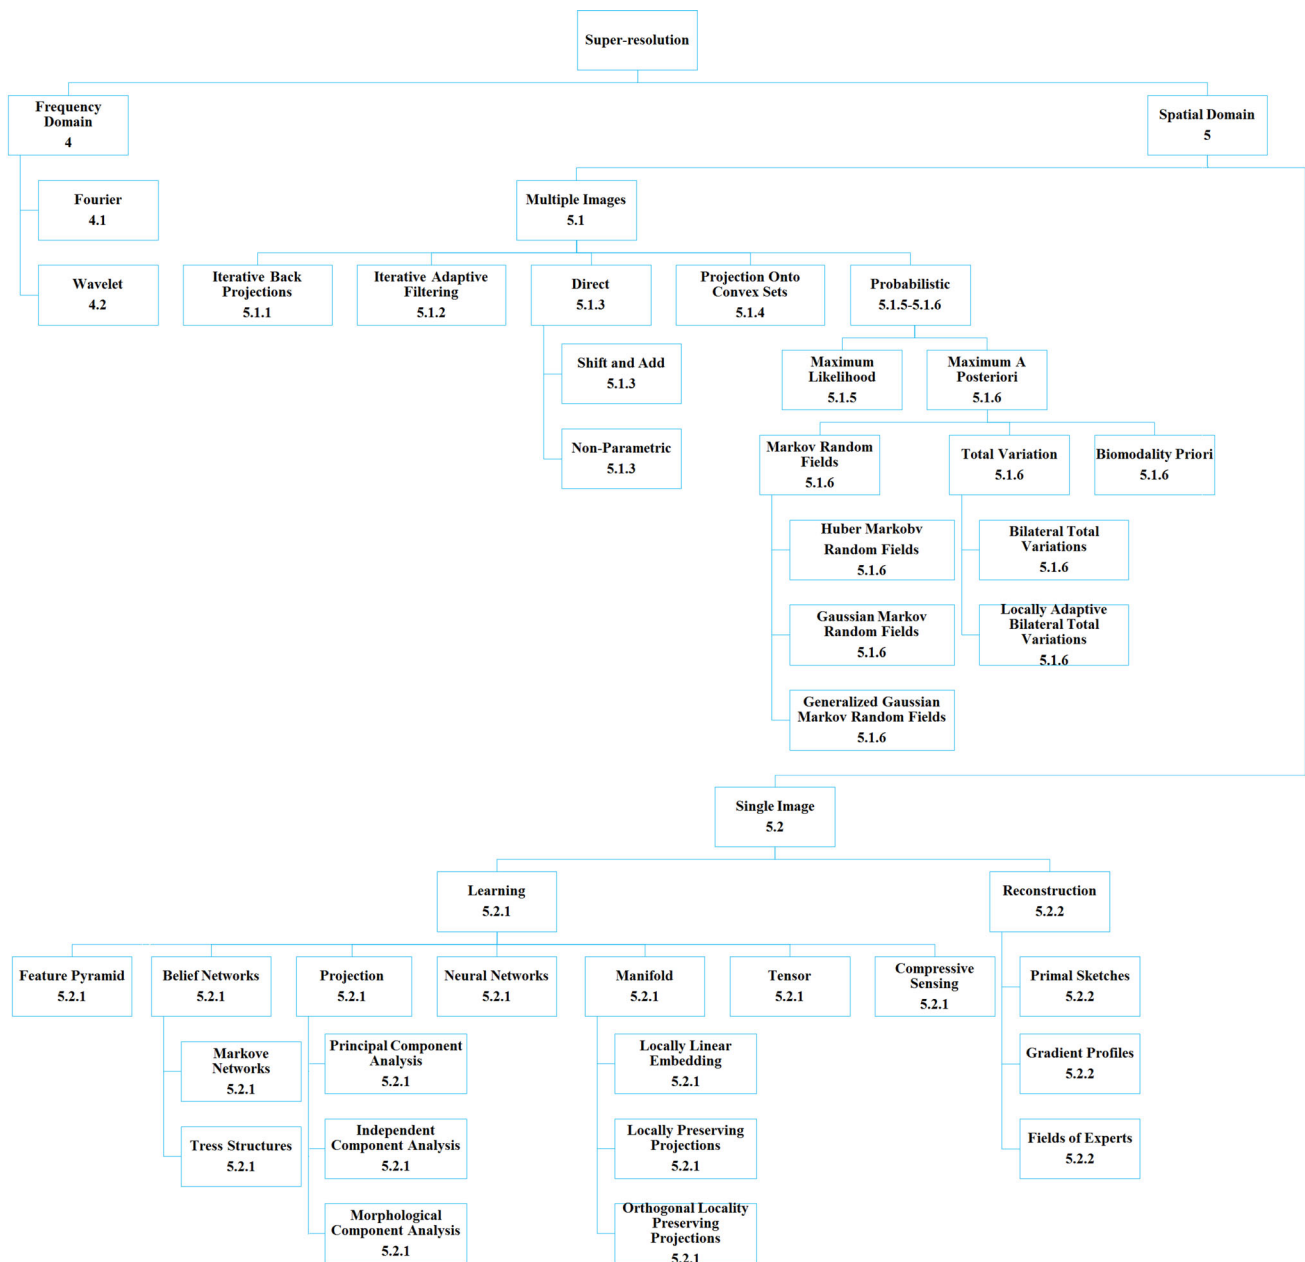 Super-resolution
Frequency
Domain
4
Spatial Domain
5
Fourier
4.1
Wavelet
4.2
Multiple Images
5.1
Iterative Back
Projections
5.1.1
Iterative Adaptive
Filtering
5.1.2
Direct
5.1.3
Projection Onto
Convex Sets
5.1.4
Probabilistic
5.1.5-5.1.6
Shift and Add
5.1.3
Non-Parametric
5.1.3
Maximum
Likelihood
5.1.5
Maximum A
Posteriori
5.1.6
Markov Random
Fields
5.1.6
Total Variation
5.1.6
Biomodality Priori
5.1.6
Huber Markobv
Random Fields
5.1.6
Gaussian Markov
Random Fields
5.1.6
Generalized Gaussian
Markov Random Fields
5.1.6
Bilateral Total
Variations
5.1.6
Locally Adaptive
Bilateral Total
Variations
5.1.6
Single Image
5.2
Learning
5.2.1
Reconstruction
5.2.2
Feature Pyramid
5.2.1
Belief Networks
5.2.1
Projection
5.2.1
Neural Networks
5.2.1
Manifold
5.2.1
Tensor
5.2.1
Compressive
Sensing
5.2.1
Markove
Networks
5.2.1
Tress Structures
5.2.1
Principal Component
Analysis
5.2.1
Independent
Component Analysis
5.2.1
Morphological
Component Analysis
5.2.1
Locally Linear
Embedding
5.2.1
Locally Preserving
Projections
5.2.1
Orthogonal Locality
Preserving
Projections
5.2.1
Primal Sketches
5.2.2
Gradient Profiles
5.2.2
Fields of Experts
5.2.2